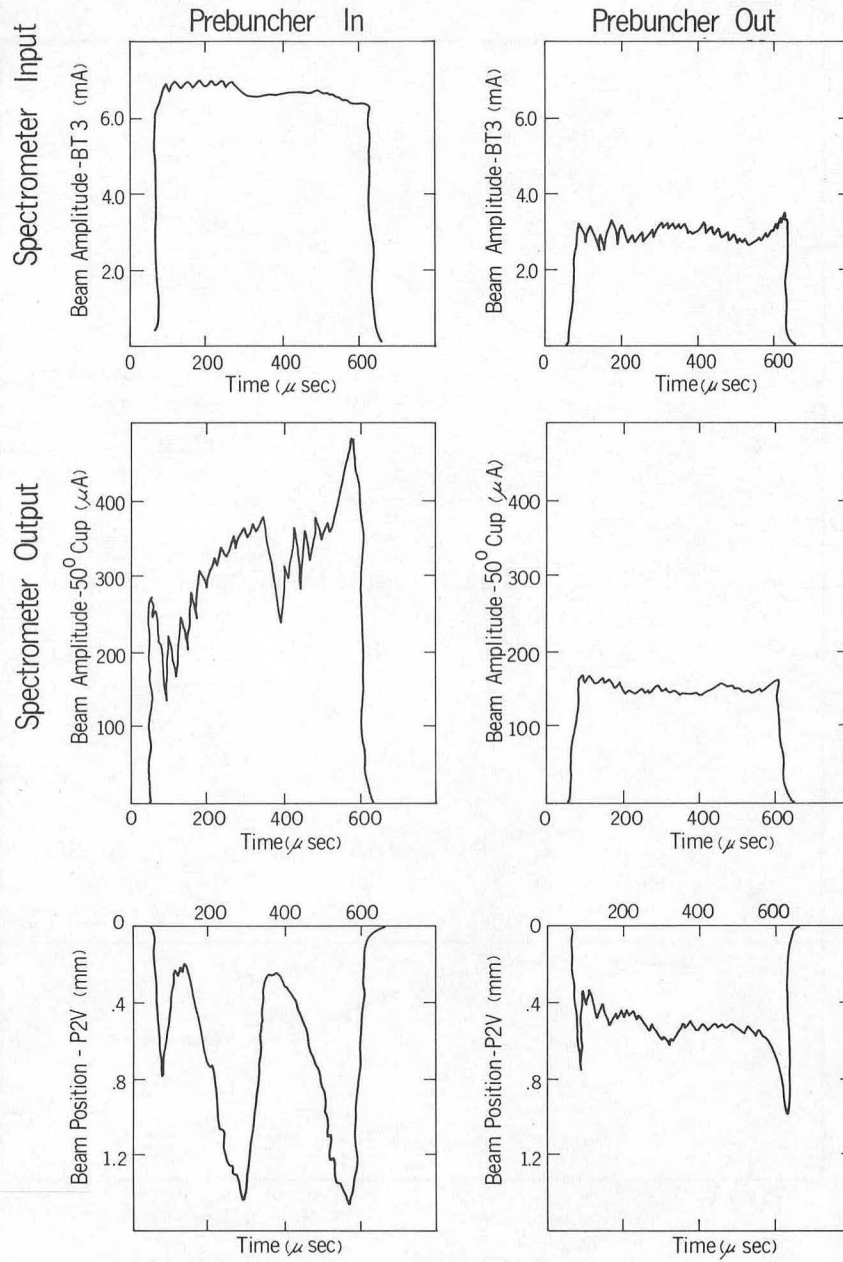 Prebuncher In
Prebuncher Out
Spectrometer Input
Beam Amplitude-BT3 (mA)
6.0
4.0
2.0
0 200 400 600
Time (μ sec)
Beam Amplitude-BT3 (mA)
6.0
4.0
2.0
0 200 400 600
Time (μ sec)
Spectrometer Output
Beam Amplitude-50° Cup (μA)
400
300
200
100
0 200 400 600
Time (μ sec)
Beam Amplitude-50° Cup (μA)
400
300
200
100
0 200 400 600
Time (μ sec)
Beam Position - P2V (mm)
0 200 400 600
.4
.8
1.2
Time (μ sec)
Beam Position-P2V (mm)
0 200 400 600
.4
.8
1.2
Time (μ sec)